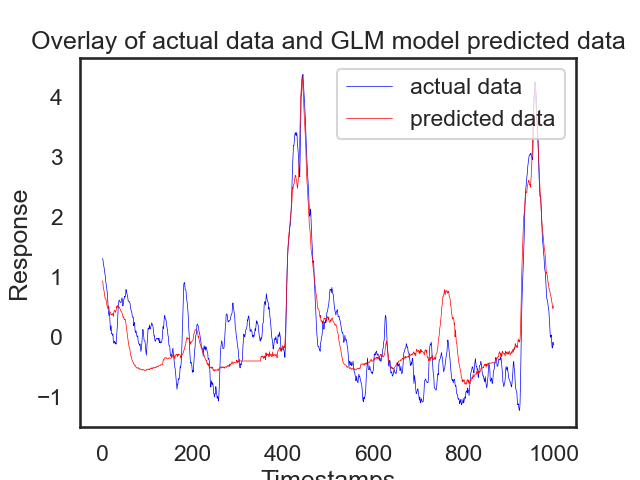 Overlay of actual data and GLM model predicted data
actual data
predicted data
Response
4
3
2
1
0
−1
0 200 400 600 800 1000
Timestamps